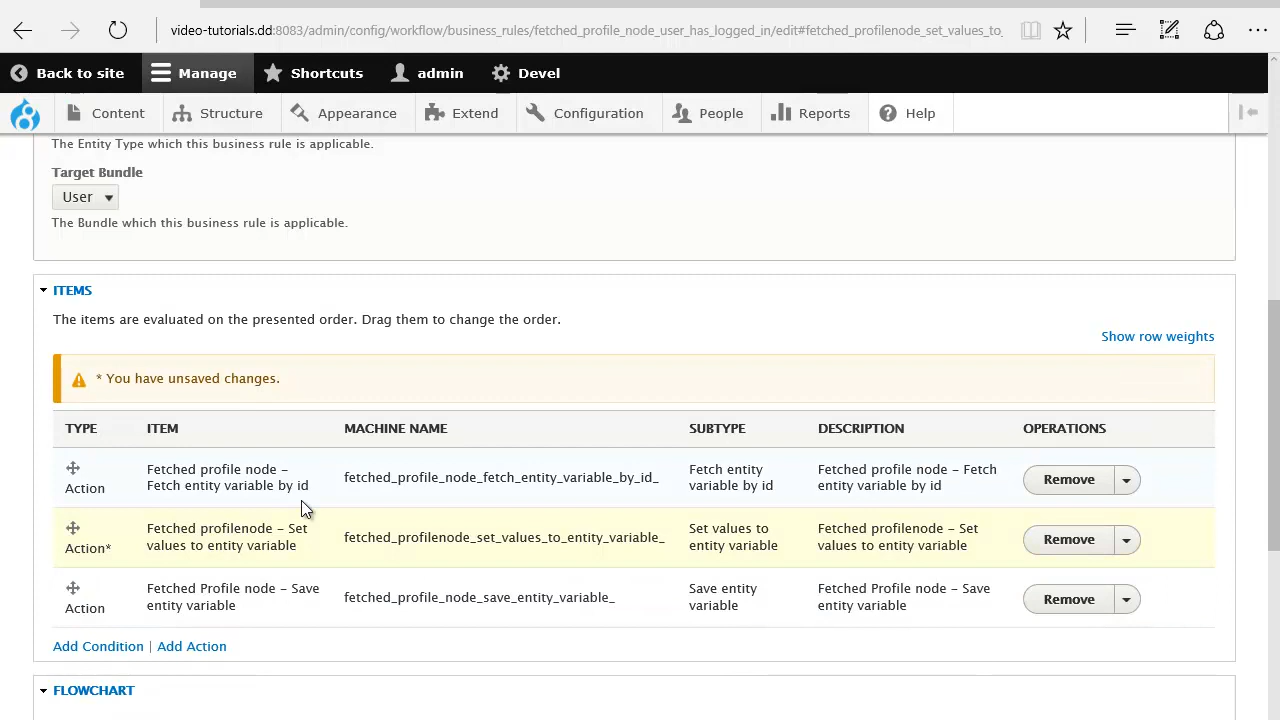 video-tutorials.dd:8083/admin/config/workflow/business_rules/fetched_profile_node_user_has_logged_in/edit#fetched_profilenode_set_values_to_
Back to site Manage Shortcuts admin Devel
Content Structure Appearance Extend Configuration People Reports Help
The Entity Type which this business rule is applicable.
Target Bundle
User
The Bundle which this business rule is applicable.
ITEMS
The items are evaluated on the presented order. Drag them to change the order.
Show row weights
* You have unsaved changes.
TYPE ITEM MACHINE NAME SUBTYPE DESCRIPTION OPERATIONS
Action
Fetched profile node -
Fetch entity variable by id
fetched_profile_node_fetch_entity_variable_by_id_
Fetch entity
variable by id
Fetched profile node - Fetch
entity variable by id
Remove
Action*
Fetched profilenode - Set
values to entity variable
fetched_profilenode_set_values_to_entity_variable_
Set values to
entity variable
Fetched profilenode - Set
values to entity variable
Remove
Action
Fetched Profile node - Save
entity variable
fetched_profile_node_save_entity_variable_
Save entity
variable
Fetched Profile node - Save
entity variable
Remove
Add Condition | Add Action
FLOWCHART